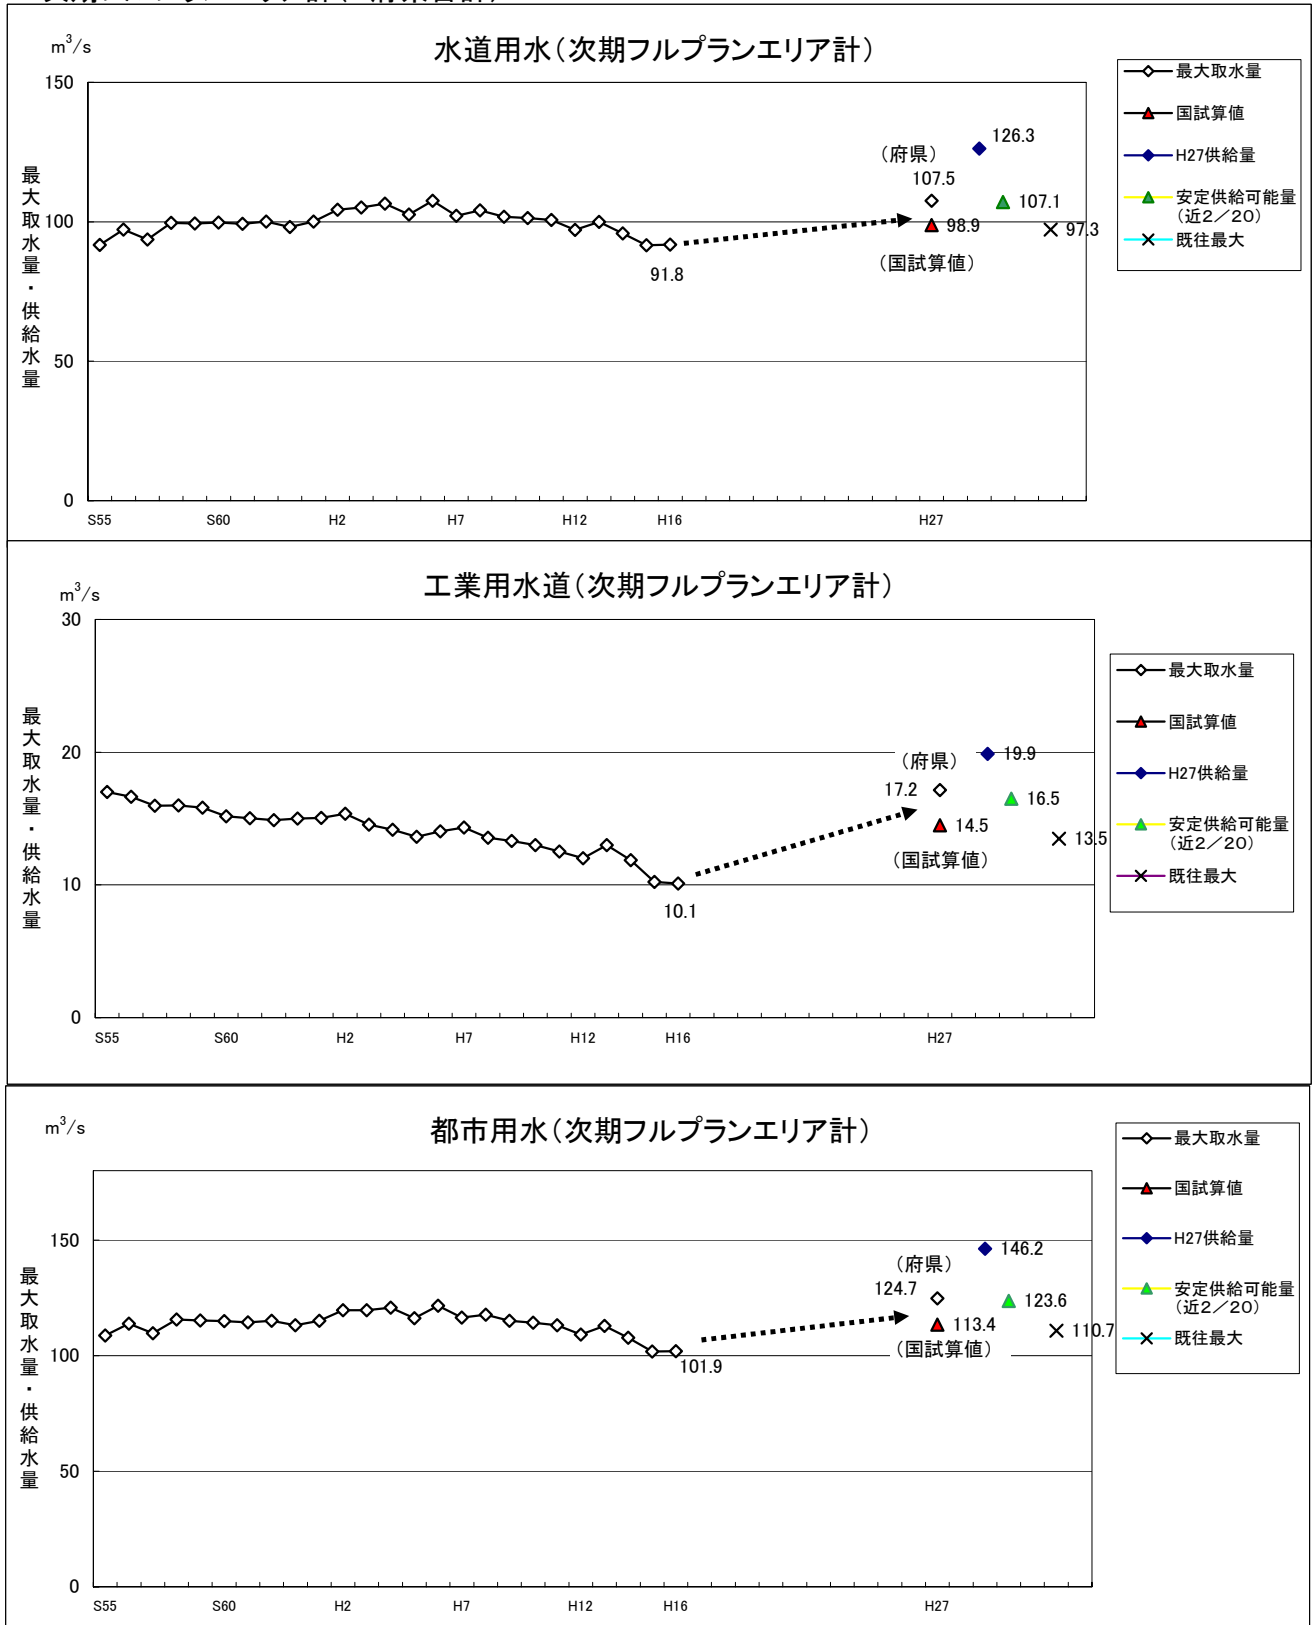 m³/s
水道用水（次期フルプランエリア計）
最大取水量・供給水量
150
100
50
0
S55 S60 H2 H7 H12 H16 H27
91.8
（府県）
107.5
98.9
（国試算値）
126.3
107.1
97.3
最大取水量
国試算値
H27供給量
安定供給可能量
（近2／20）
既往最大
m³/s
工業用水道（次期フルプランエリア計）
最大取水量・供給水量
30
20
10
0
S55 S60 H2 H7 H12 H16 H27
10.1
（府県）
17.2
14.5
（国試算値）
19.9
16.5
13.5
最大取水量
国試算値
H27供給量
安定供給可能量
（近2／20）
既往最大
m³/s
都市用水（次期フルプランエリア計）
最大取水量・供給水量
150
100
50
0
S55 S60 H2 H7 H12 H16 H27
101.9
（府県）
124.7
113.4
（国試算値）
146.2
123.6
110.7
最大取水量
国試算値
H27供給量
安定供給可能量
（近2／20）
既往最大